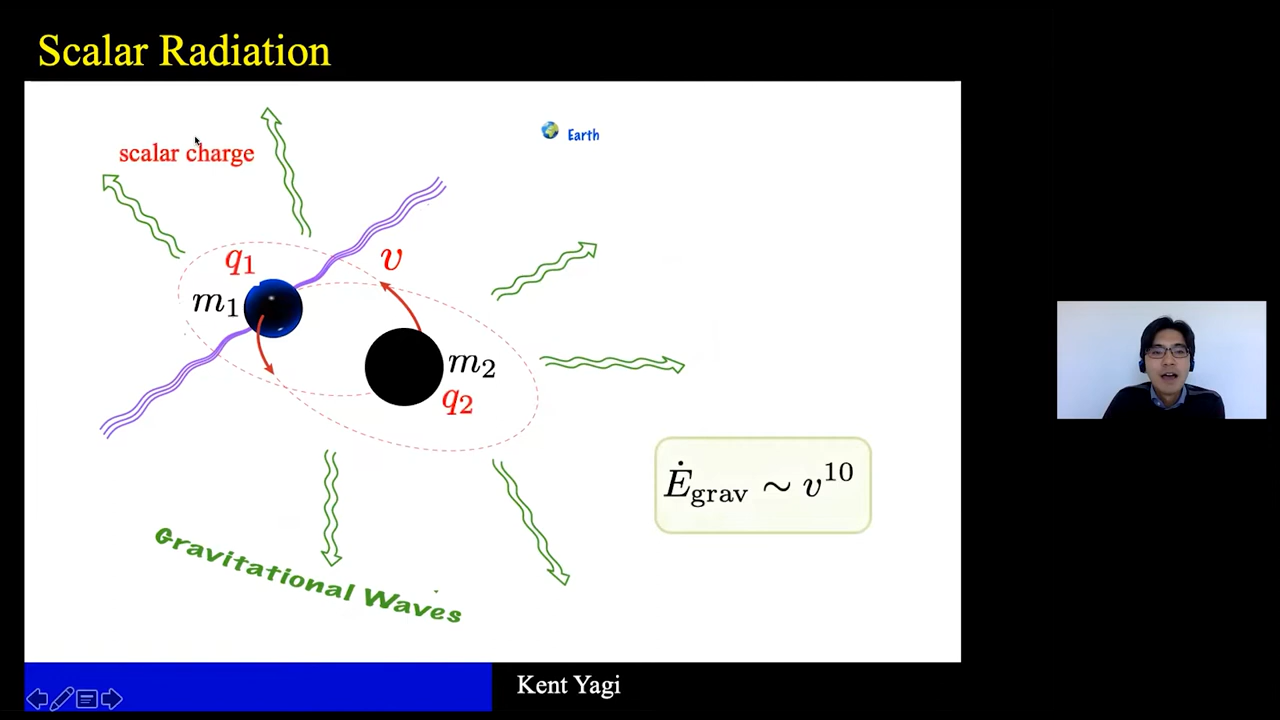 Scalar Radiation
Earth
scalar charge
q₁
v
m₁
m₂
q₂
Ė_grav ∼ v¹⁰
Gravitational Waves
Kent Yagi